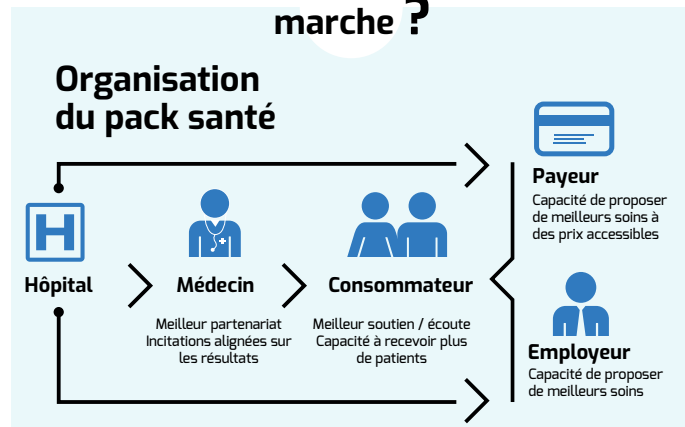 marche ?
Organisation
du pack santé
H
Hôpital
Médecin
Meilleur partenariat
Incitations alignées sur
les résultats
Consommateur
Meilleur soutien / écoute
Capacité à recevoir plus
de patients
Payeur
Capacité de proposer
de meilleurs soins à
des prix accessibles
Employeur
Capacité de proposer
de meilleurs soins